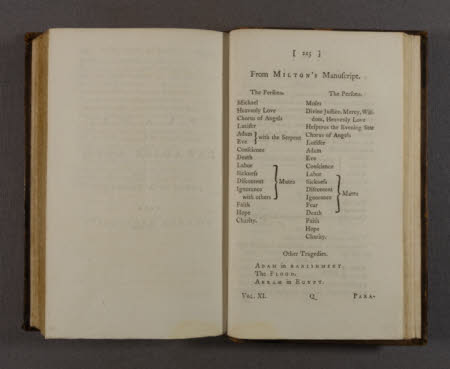 [ 225 ]
From MILTON's Manuscript.
The Persons.
Michael
Heavenly Love
Chorus of Angels
Lucifer
Adam
Eve } with the Serpent
Conscience
Death
Labor
Sickness
Discontent } Mutes
Ignorance
with others
Faith
Hope
Charity.
The Persons.
Moses
Divine Justice, Mercy, Wis-
dom, Heavenly Love
Hesperus the Evening Star
Chorus of Angels
Lucifer
Adam
Eve
Conscience
Labor
Sickness
Discontent } Mutes
Ignorance
Fear
Death
Faith
Hope
Charity.
Other Tragedies.
ADAM in BANISHMENT.
The FLOOD.
ABRAM in EGYPT.
VOL. XI. Q PARA-